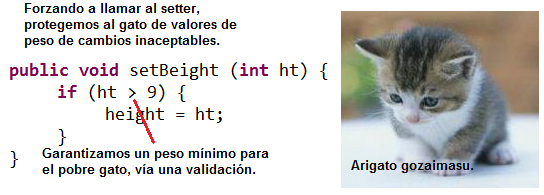 Forzando a llamar al setter,
protegemos al gato de valores de
peso de cambios inaceptables.
public void setBeight (int ht) {
if (ht > 9) {
height = ht;
}
}
Garantizamos un peso mínimo para
el pobre gato, vía una validación.
Arigato gozaimasu.